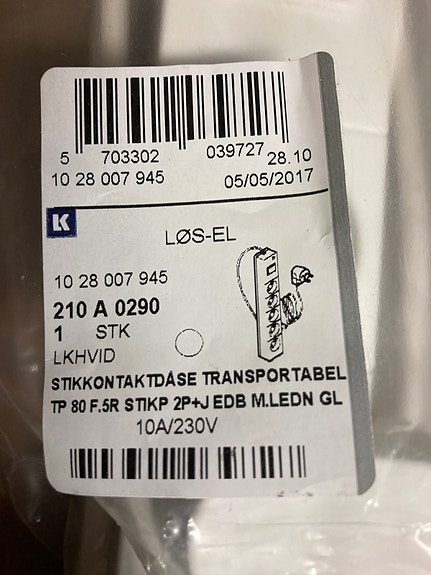 5 703302 039727 28.10
10 28 007 945 05/05/2017
K
LØS-EL
10 28 007 945
210 A 0290
1 STK
LKHVID
STIKKONTAKTDÅSE TRANSPORTABEL
TP 80 F.5R STIKP 2P+J EDB M.LEDN GL
10A/230V